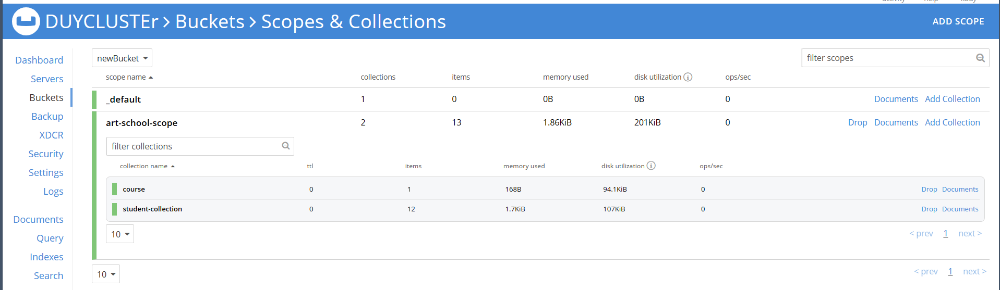 activity help kduy
DUYCLUSTEr > Buckets > Scopes & Collections ADD SCOPE
Dashboard
Servers
Buckets
Backup
XDCR
Security
Settings
Logs
Documents
Query
Indexes
Search
newBucket filter scopes
scope name collections items memory used disk utilization ops/sec
_default 1 0 0B 0B 0 Documents Add Collection
art-school-scope 2 13 1.86KiB 201KiB 0 Drop Documents Add Collection
filter collections
collection name ttl items memory used disk utilization ops/sec
course 0 1 168B 94.1KiB 0 Drop Documents
student-collection 0 12 1.7KiB 107KiB 0 Drop Documents
10 < prev 1 next >
10 < prev 1 next >